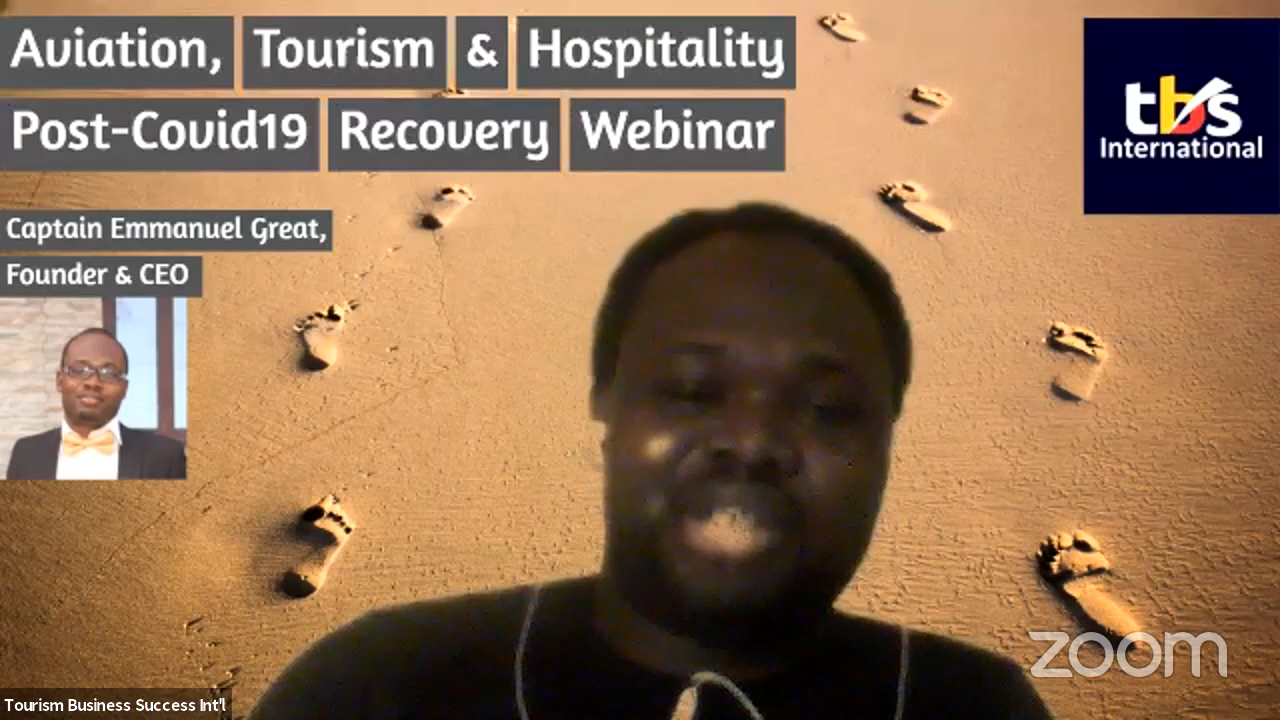 Aviation, Tourism & Hospitality
Post-Covid19 Recovery Webinar
tbs
International
Captain Emmanuel Great,
Founder & CEO
zoom
Tourism Business Success Int'l